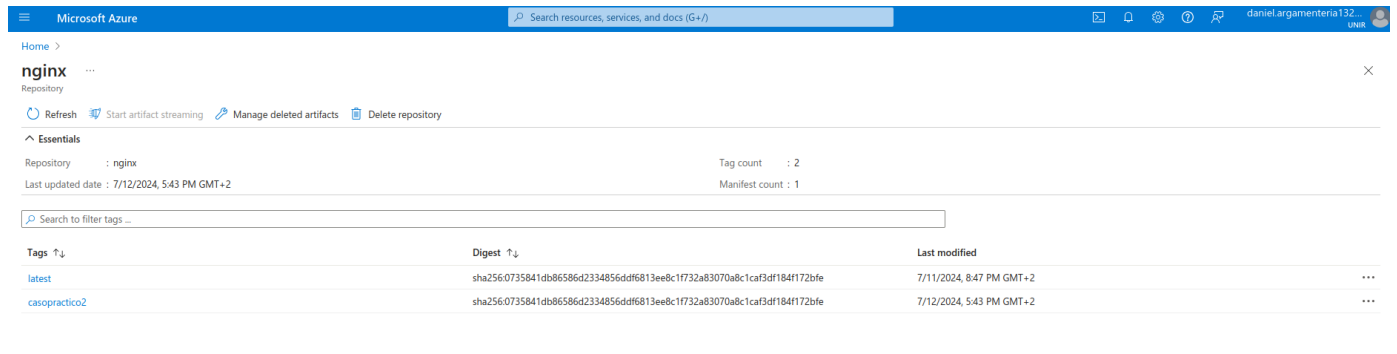 Microsoft Azure
Search resources, services, and docs (G+/)
daniel.argamenteria132...
UNIR
Home >
nginx ...
Repository
Refresh Start artifact streaming Manage deleted artifacts Delete repository
Essentials
Repository : nginx Tag count : 2
Last updated date : 7/12/2024, 5:43 PM GMT+2 Manifest count : 1
Search to filter tags ...
Tags Digest Last modified
latest sha256:0735841db86586d2334856ddf6813ee8c1f732a83070a8c1caf3df184f172bfe 7/11/2024, 8:47 PM GMT+2
casopractico2 sha256:0735841db86586d2334856ddf6813ee8c1f732a83070a8c1caf3df184f172bfe 7/12/2024, 5:43 PM GMT+2